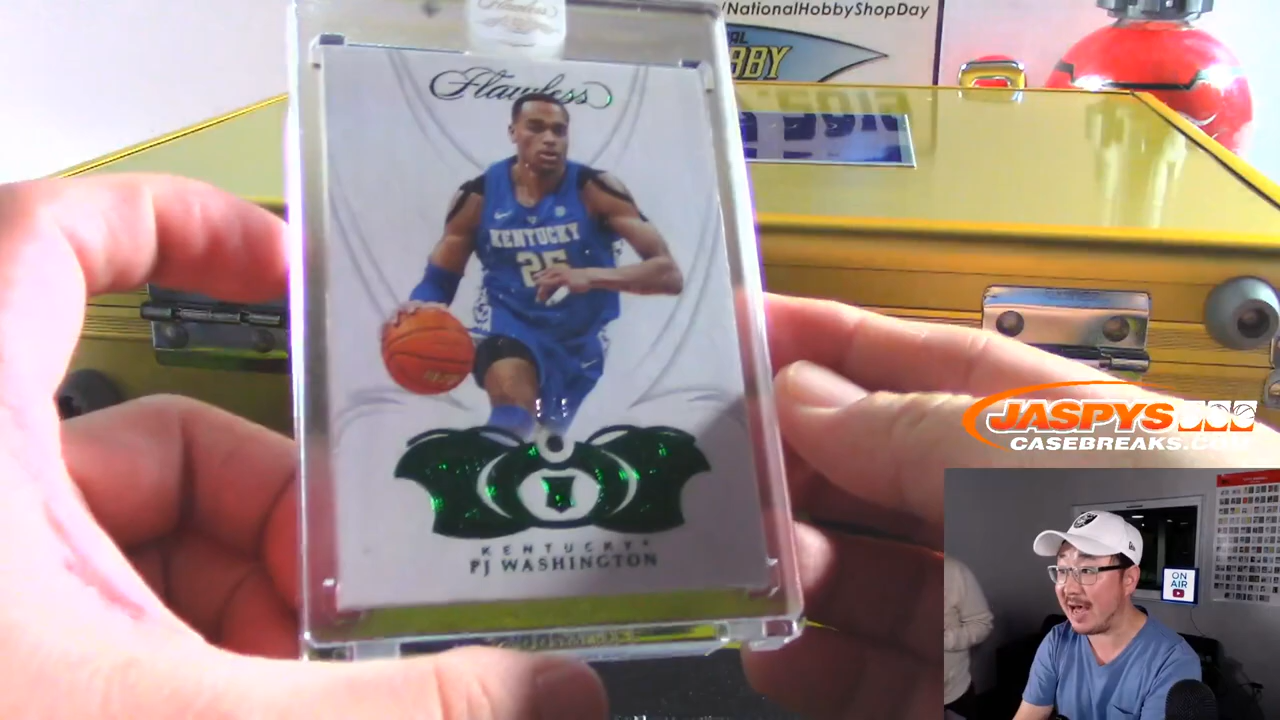 /NationalHobbyShopDay
Flawless
BBY
KENTUCKY
25
KENTUCKY*
PJ WASHINGTON
JASPYS
CASEBREAKS.COM
ON
AIR